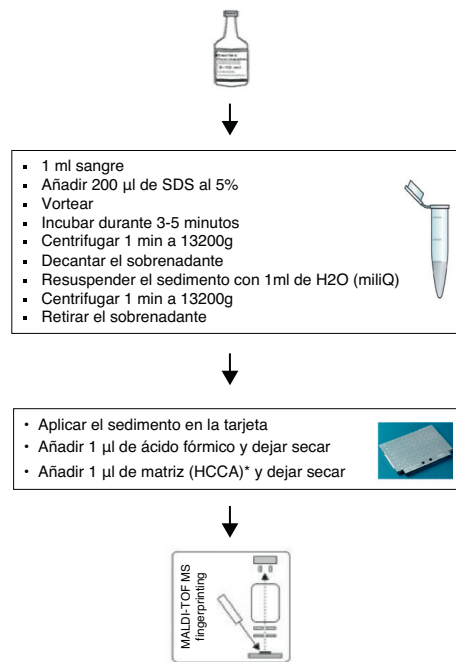 1 ml sangre
Añadir 200 µl de SDS al 5%
Vortear
Incubar durante 3-5 minutos
Centrifugar 1 min a 13200g
Decantar el sobrenadante
Resuspender el sedimento con 1ml de H2O (miliQ)
Centrifugar 1 min a 13200g
Retirar el sobrenadante
Aplicar el sedimento en la tarjeta
Añadir 1 µl de ácido fórmico y dejar secar
Añadir 1 µl de matriz (HCCA)* y dejar secar
MALDI-TOF MS
fingerprinting